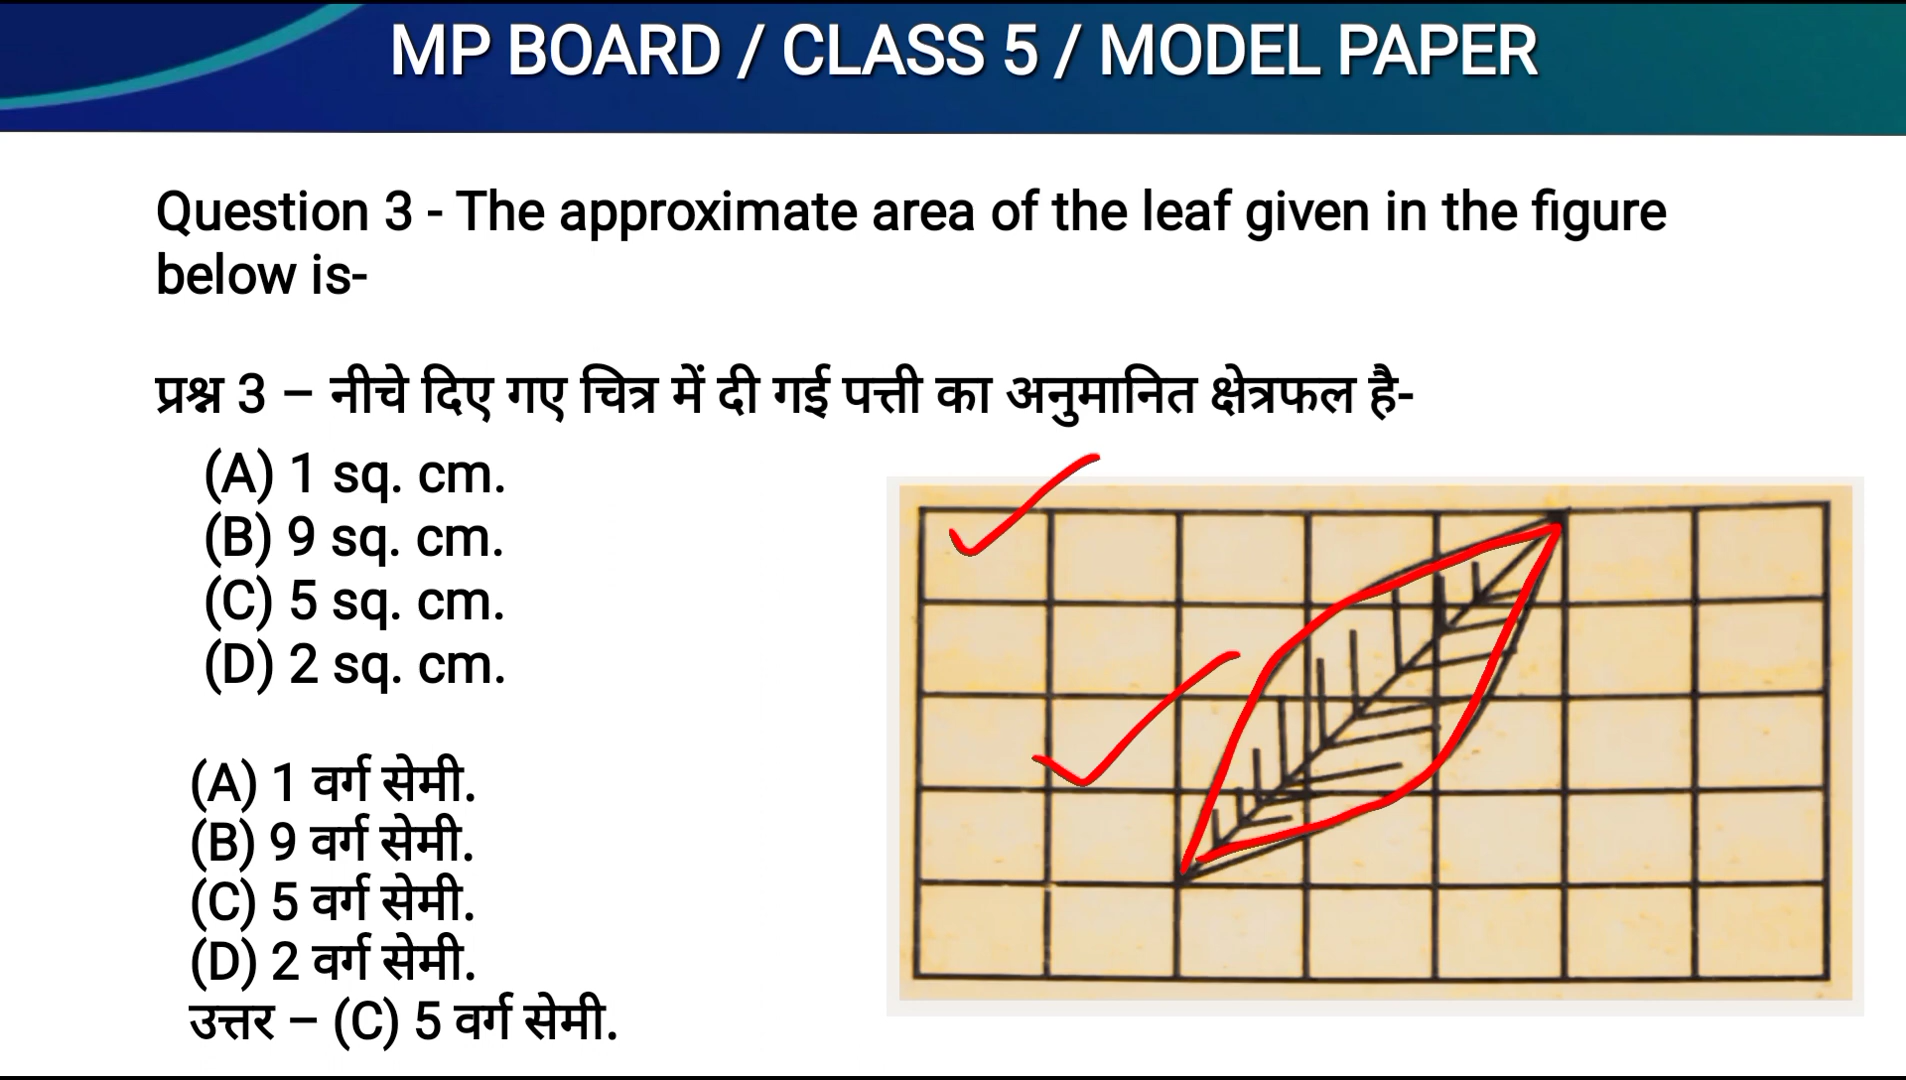 MP BOARD / CLASS 5 / MODEL PAPER
Question 3 - The approximate area of the leaf given in the figure
below is-
प्रश्न 3 – नीचे दिए गए चित्र में दी गई पत्ती का अनुमानित क्षेत्रफल है-
(A) 1 sq. cm.
(B) 9 sq. cm.
(C) 5 sq. cm.
(D) 2 sq. cm.
(A) 1 वर्ग सेमी.
(B) 9 वर्ग सेमी.
(C) 5 वर्ग सेमी.
(D) 2 वर्ग सेमी.
उत्तर – (C) 5 वर्ग सेमी.